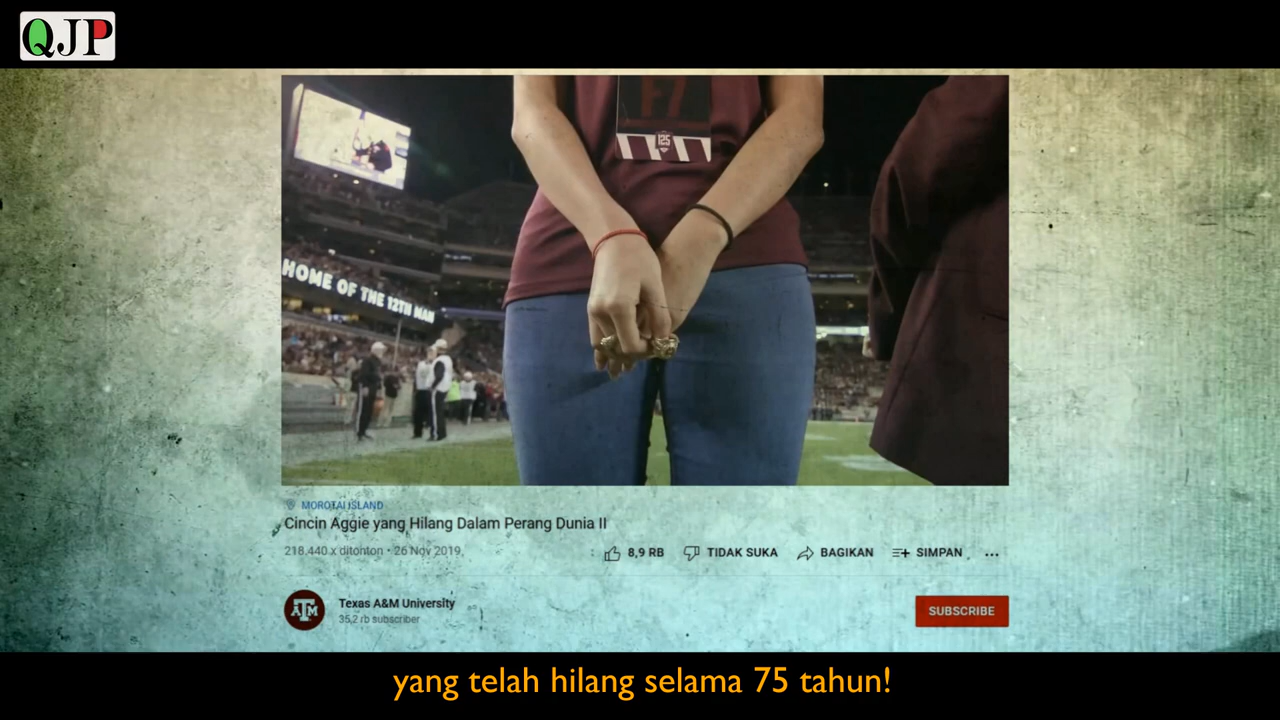 QJP
125
HOME OF THE 12TH MAN
MOROTAI ISLAND
Cincin Aggie yang Hilang Dalam Perang Dunia II
218.440 x ditonton • 26 Nov 2019
8,9 RB
TIDAK SUKA
BAGIKAN
SIMPAN
ATM
Texas A&M University
35,2 rb subscriber
SUBSCRIBE
yang telah hilang selama 75 tahun!